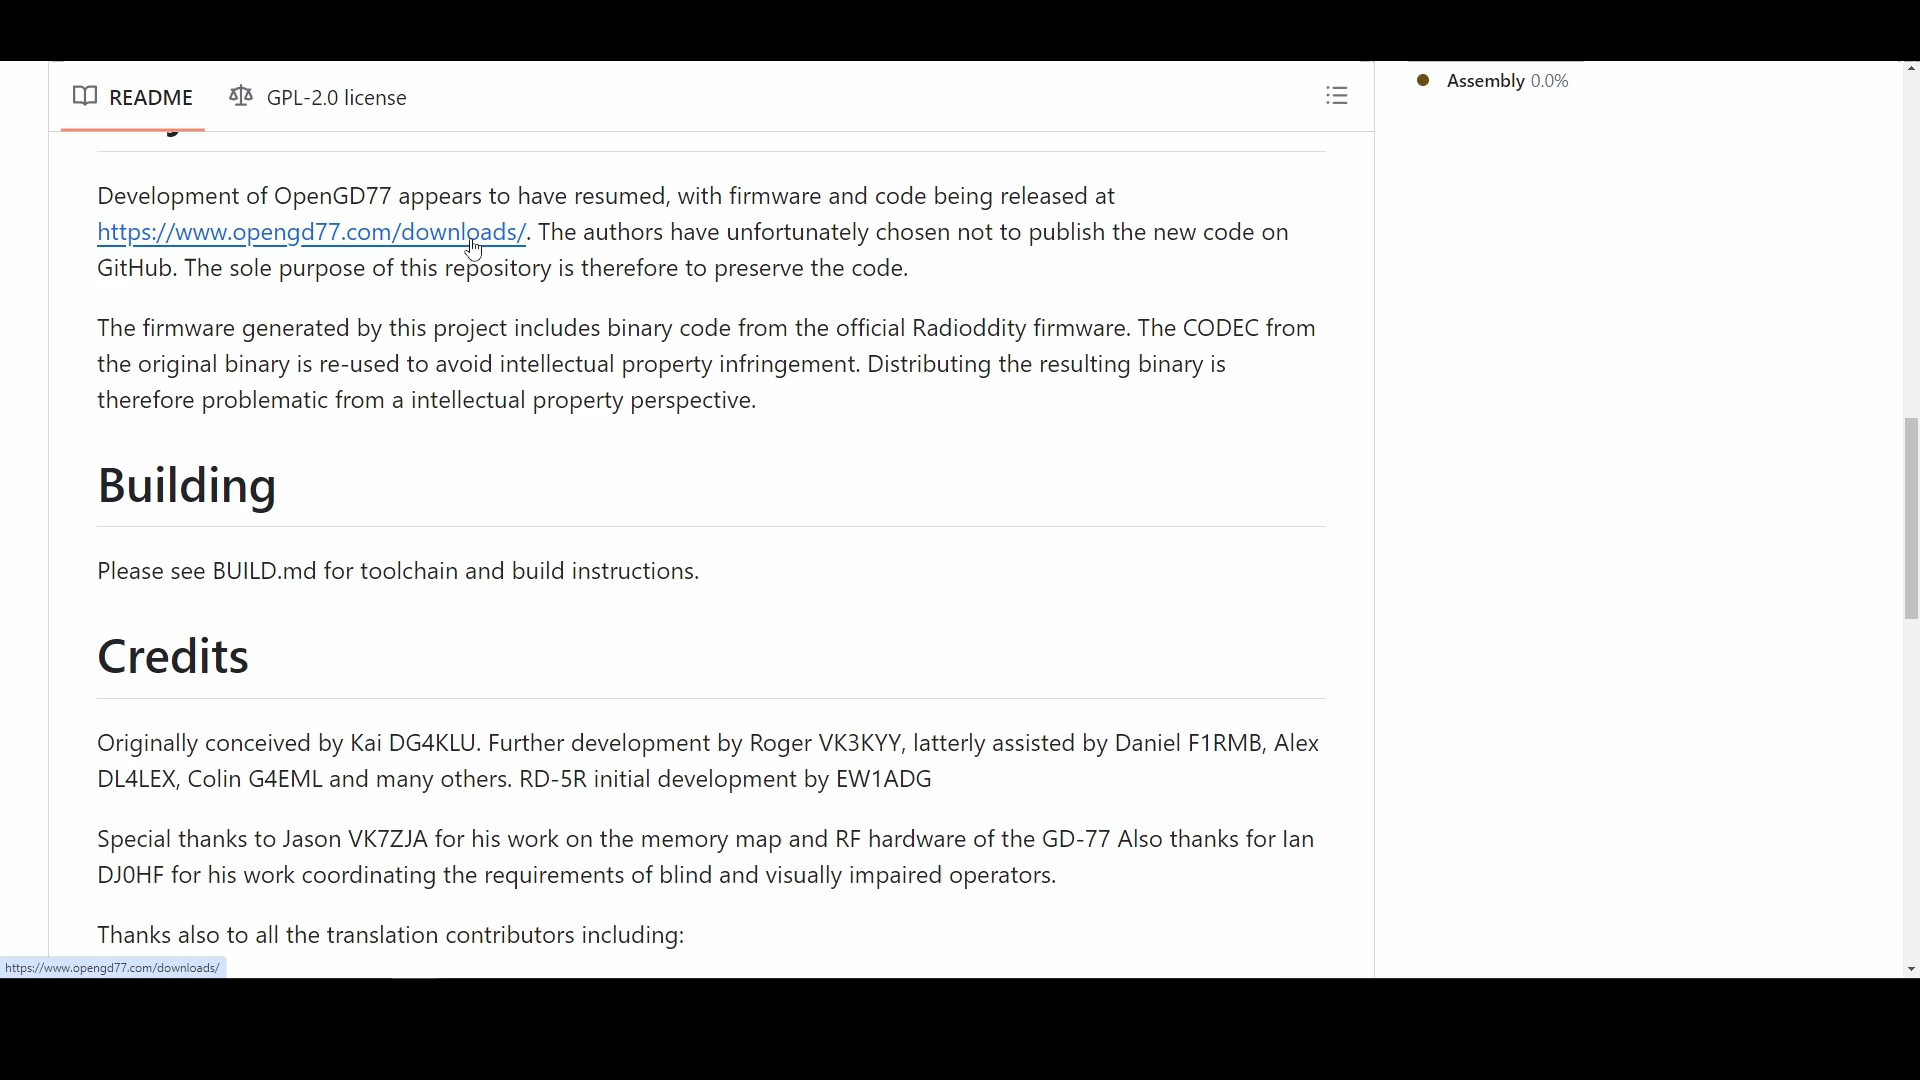 README
GPL-2.0 license
Assembly 0.0%
Development of OpenGD77 appears to have resumed, with firmware and code being released at
https://www.opengd77.com/downloads/. The authors have unfortunately chosen not to publish the new code on
GitHub. The sole purpose of this repository is therefore to preserve the code.
The firmware generated by this project includes binary code from the official Radioddity firmware. The CODEC from
the original binary is re-used to avoid intellectual property infringement. Distributing the resulting binary is
therefore problematic from a intellectual property perspective.
Building
Please see BUILD.md for toolchain and build instructions.
Credits
Originally conceived by Kai DG4KLU. Further development by Roger VK3KYY, latterly assisted by Daniel F1RMB, Alex
DL4LEX, Colin G4EML and many others. RD-5R initial development by EW1ADG
Special thanks to Jason VK7ZJA for his work on the memory map and RF hardware of the GD-77 Also thanks for Ian
DJ0HF for his work coordinating the requirements of blind and visually impaired operators.
Thanks also to all the translation contributors including:
https://www.opengd77.com/downloads/